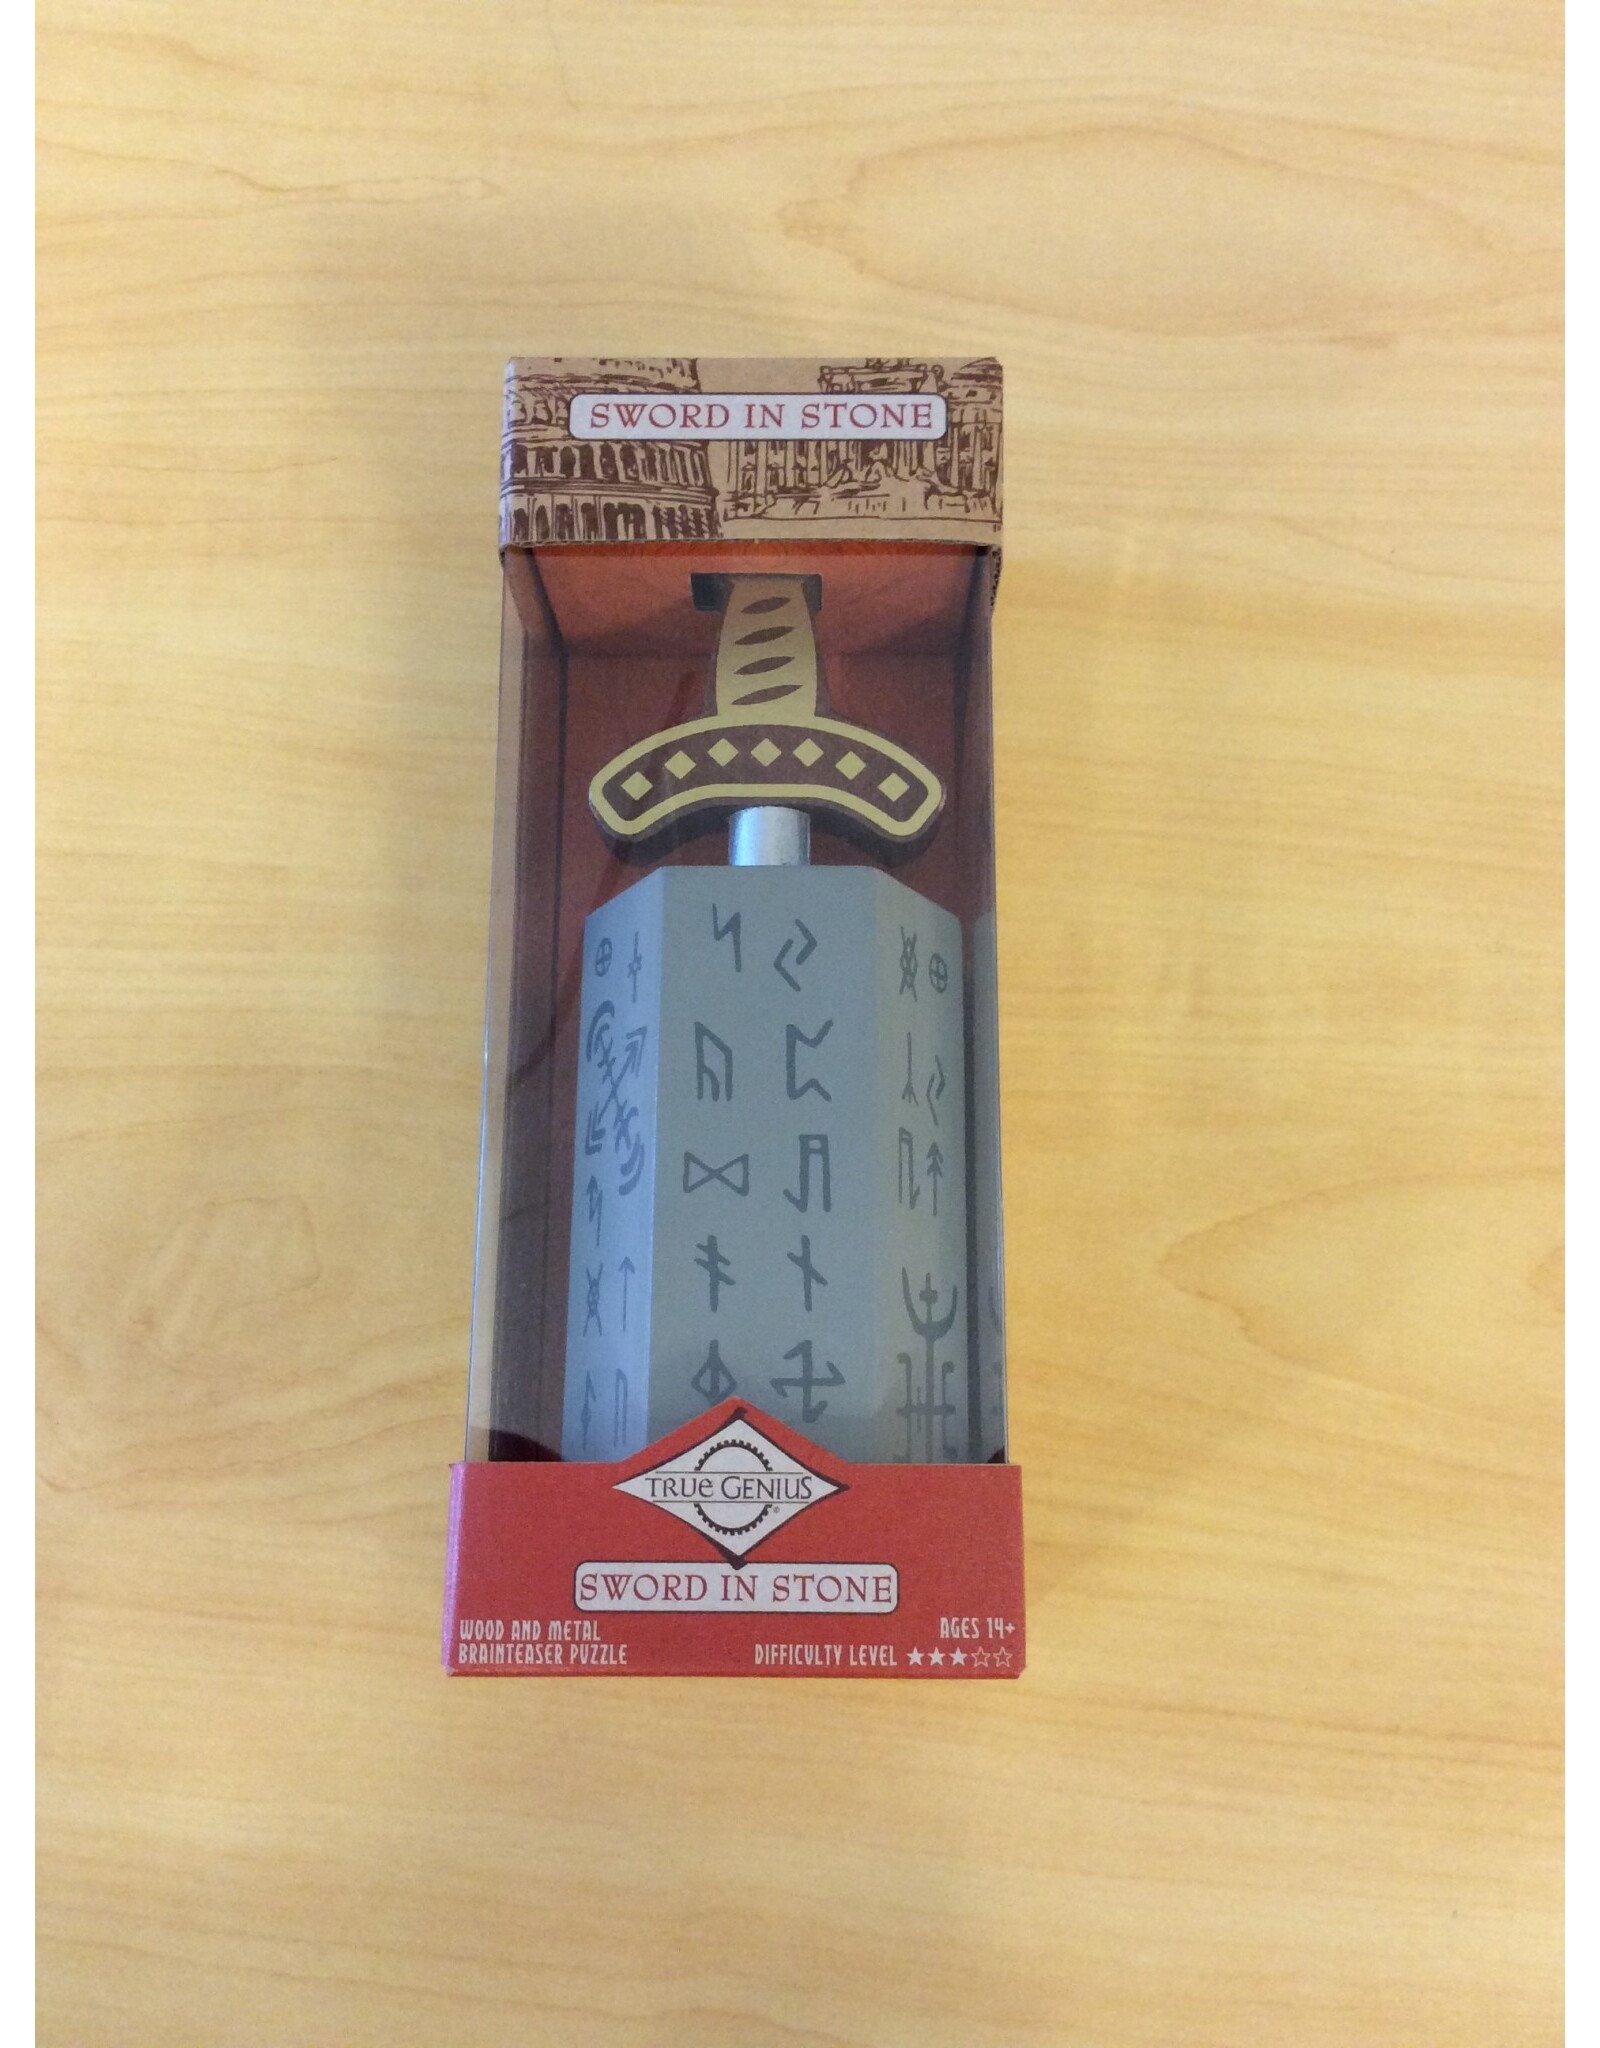 SWORD IN STONE
TRUE GENIUS®
SWORD IN STONE
WOOD AND METAL
BRAINTEASER PUZZLE
AGES 14+
DIFFICULTY LEVEL ★★★☆☆